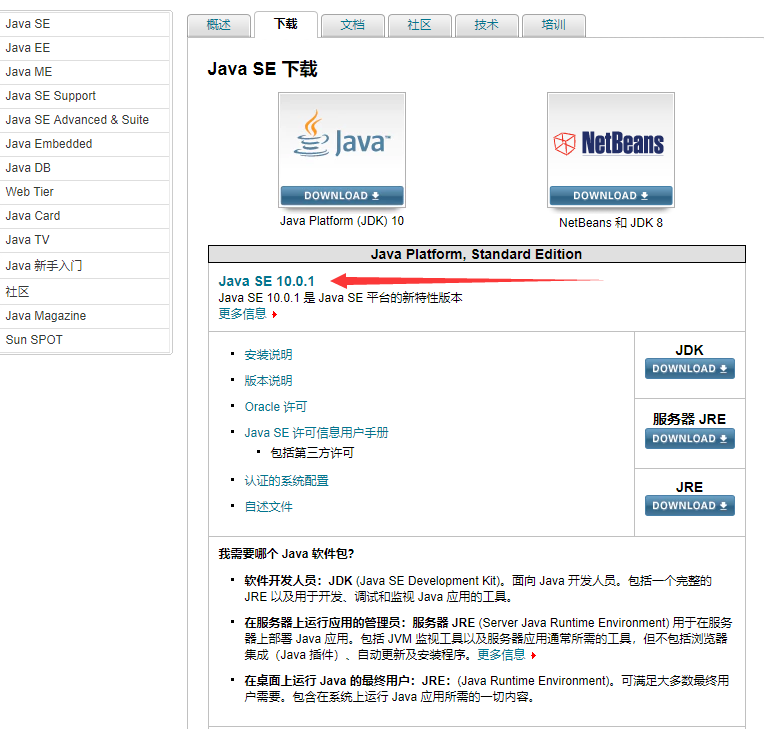 Java SE
Java EE
Java ME
Java SE Support
Java SE Advanced & Suite
Java Embedded
Java DB
Web Tier
Java Card
Java TV
Java 新手入门
社区
Java Magazine
Sun SPOT
概述 下载 文档 社区 技术 培训
Java SE 下载
Java™
DOWNLOAD
Java Platform (JDK) 10
NetBeans
DOWNLOAD
NetBeans 和 JDK 8
Java Platform, Standard Edition
Java SE 10.0.1
Java SE 10.0.1 是 Java SE 平台的新特性版本
更多信息
安装说明
版本说明
Oracle 许可
Java SE 许可信息用户手册
包括第三方许可
认证的系统配置
自述文件
JDK
DOWNLOAD
服务器 JRE
DOWNLOAD
JRE
DOWNLOAD
我需要哪个 Java 软件包?
软件开发人员：JDK (Java SE Development Kit)。面向 Java 开发人员。包括一个完整的
JRE 以及用于开发、调试和监视 Java 应用的工具。
在服务器上运行应用的管理员：服务器 JRE (Server Java Runtime Environment) 用于在服务
器上部署 Java 应用。包括 JVM 监视工具以及服务器应用通常所需的工具，但不包括浏览器
集成（Java 插件）、自动更新及安装程序。更多信息
在桌面上运行 Java 的最终用户：JRE：(Java Runtime Environment)。可满足大多数最终用
户需要。包含在系统上运行 Java 应用所需的一切内容。